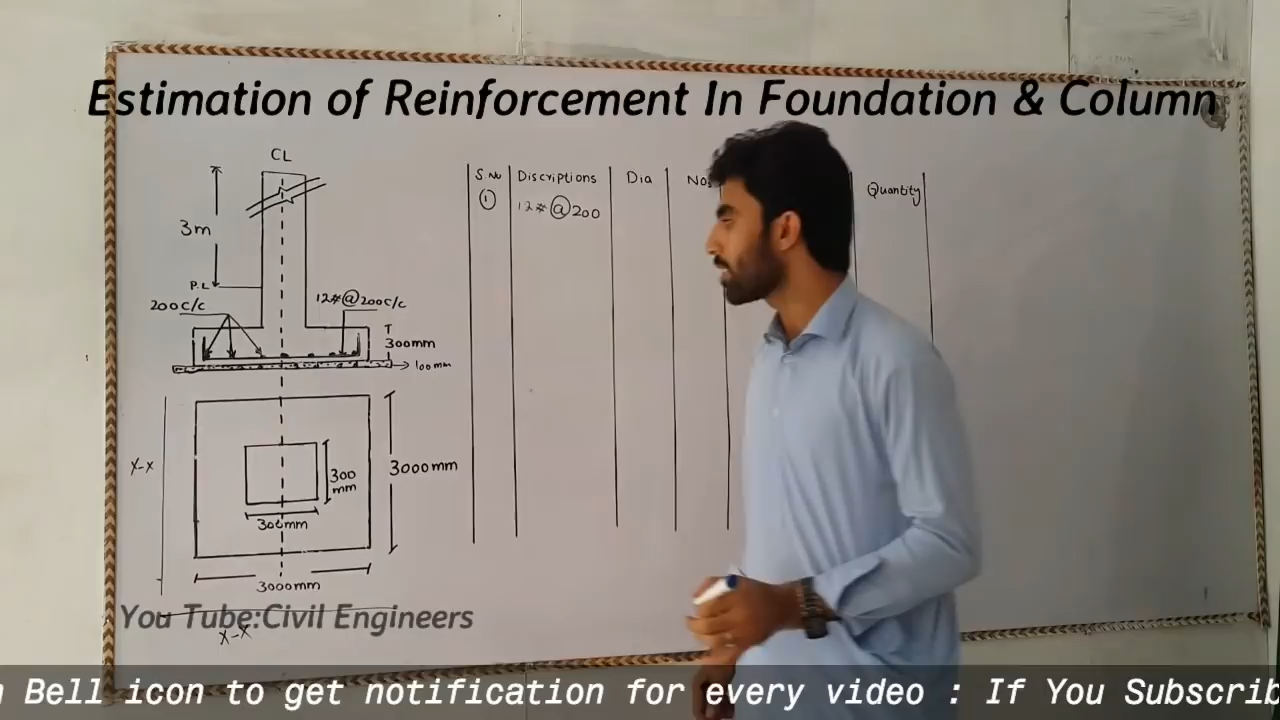 Estimation of Reinforcement In Foundation & Column
CL
3m
P.L
200c/c
12#@200c/c
300mm
100mm
X-X
3000mm
300
mm
300mm
3000mm
X-X
S.No Discriptions Dia Nos Quantity
① 12#@200
You Tube:Civil Engineers
Bell icon to get notification for every video : If You Subscrib